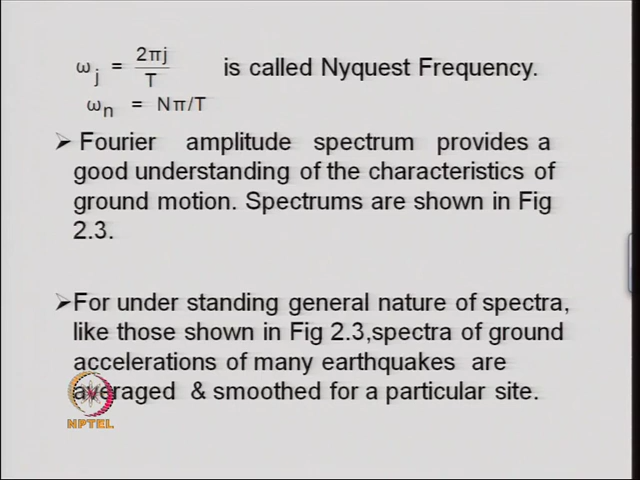 ω_j = 2πj/T is called Nyquest Frequency.
ω_n = Nπ/T
➤ Fourier amplitude spectrum provides a
good understanding of the characteristics of
ground motion. Spectrums are shown in Fig
2.3.
➤For under standing general nature of spectra,
like those shown in Fig 2.3,spectra of ground
accelerations of many earthquakes are
averaged & smoothed for a particular site.
NPTEL